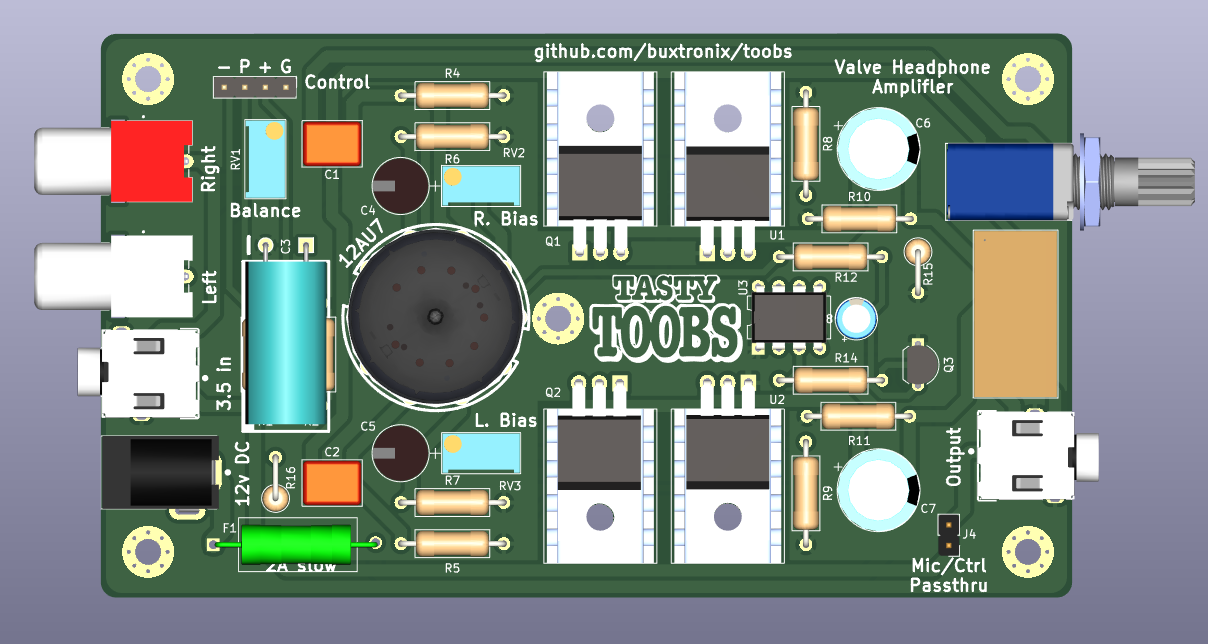 github.com/buxtronix/toobs
- P + G
Control
Valve Headphone
Amplifier
R4
R6
RV2
RV1
C1
Right
Balance
C4
R. Bias
R8
C6
R10
Q1
U1
12AU7
C3
R12
R15
Left
U3
TASTY
TOOBS
8
R14
Q3
3.5 in
Q2
U2
R11
L. Bias
C5
C2
R7
RV3
R9
Output
12v DC
R16
C7
J4
F1
2A slow
R5
Mic/Ctrl
Passthru